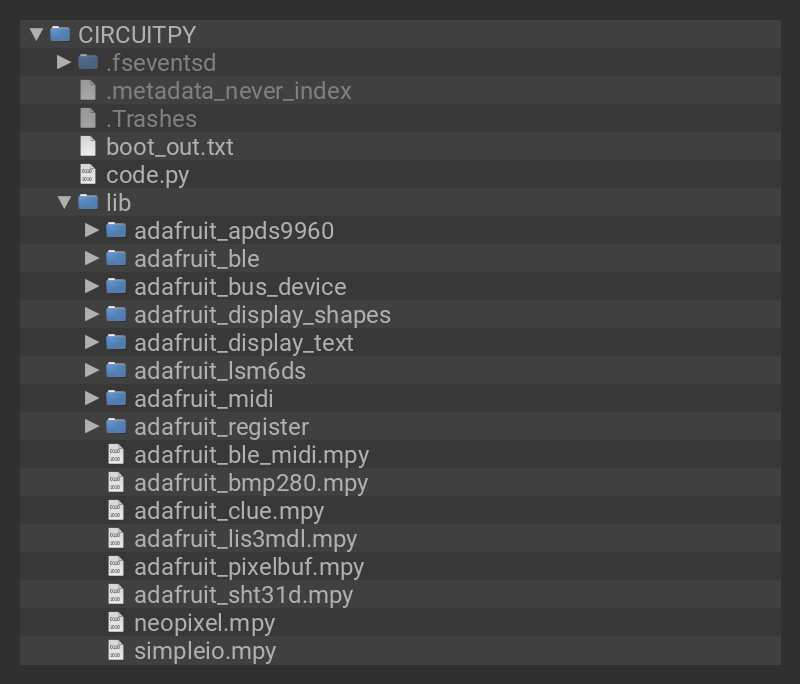 CIRCUITPY
.fseventsd
.metadata_never_index
.Trashes
boot_out.txt
code.py
lib
adafruit_apds9960
adafruit_ble
adafruit_bus_device
adafruit_display_shapes
adafruit_display_text
adafruit_lsm6ds
adafruit_midi
adafruit_register
adafruit_ble_midi.mpy
adafruit_bmp280.mpy
adafruit_clue.mpy
adafruit_lis3mdl.mpy
adafruit_pixelbuf.mpy
adafruit_sht31d.mpy
neopixel.mpy
simpleio.mpy